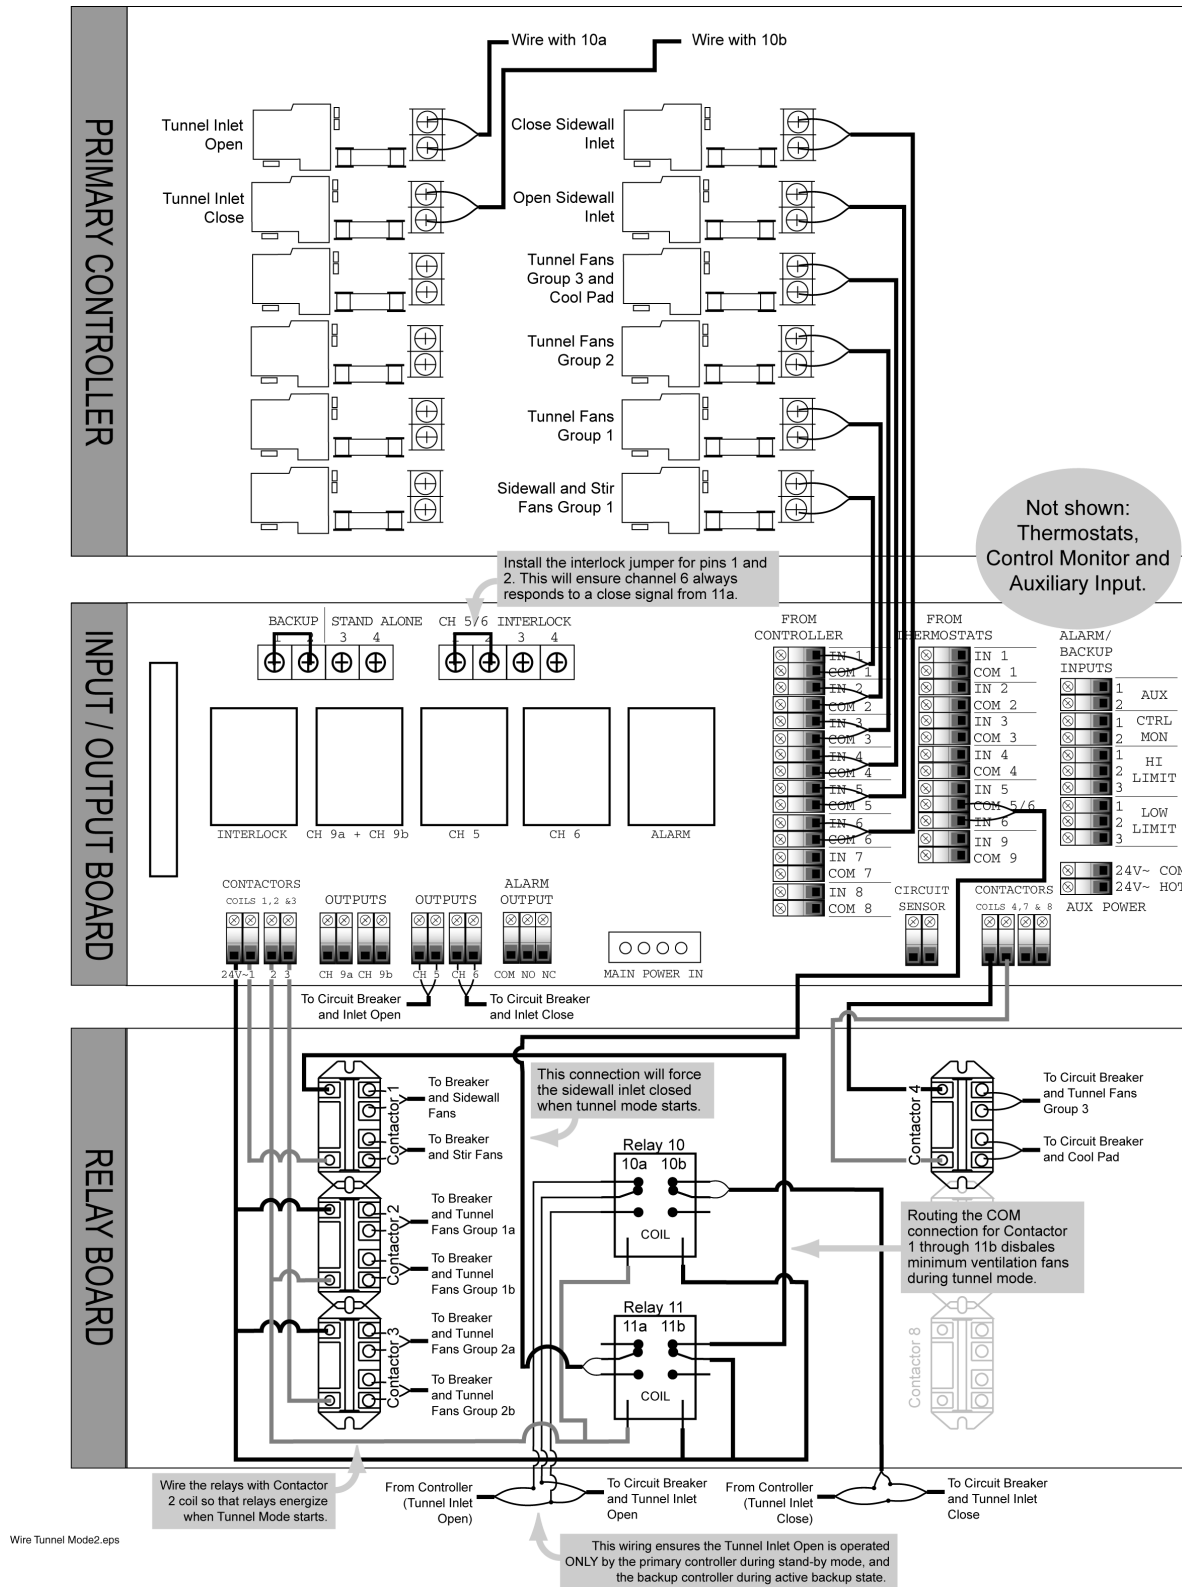 PRIMARY CONTROLLER
Wire with 10a
Wire with 10b
Tunnel Inlet
Open
Close Sidewall
Inlet
Tunnel Inlet
Close
Open Sidewall
Inlet
Tunnel Fans
Group 3 and
Cool Pad
Tunnel Fans
Group 2
Tunnel Fans
Group 1
Sidewall and Stir
Fans Group 1
Not shown:
Thermostats,
Control Monitor and
Auxiliary Input.
Install the interlock jumper for pins 1 and
2. This will ensure channel 6 always
responds to a close signal from 11a.
INPUT / OUTPUT BOARD
BACKUP STAND ALONE
1 2 3 4
CH 5/6 INTERLOCK
1 2 3 4
INTERLOCK
CH 9a + CH 9b
CH 5
CH 6
ALARM
FROM
CONTROLLER
IN 1
COM 1
IN 2
COM 2
IN 3
COM 3
IN 4
COM 4
IN 5
COM 5
IN 6
COM 6
IN 7
COM 7
IN 8
COM 8
FROM
THERMOSTATS
IN 1
COM 1
IN 2
COM 2
IN 3
COM 3
IN 4
COM 4
IN 5
COM 5/6
IN 6
IN 9
COM 9
ALARM/
BACKUP
INPUTS
1
2
AUX
1
2
CTRL
MON
1
2
3
HI
LIMIT
1
2
3
LOW
LIMIT
24V~ COM
24V~ HOT
AUX POWER
CONTACTORS
COILS 1,2 &3
24V~1 2 3
OUTPUTS
CH 9a CH 9b
OUTPUTS
CH 5 CH 6
ALARM
OUTPUT
COM NO NC
MAIN POWER IN
CIRCUIT
SENSOR
CONTACTORS
COILS 4,7 & 8
To Circuit Breaker
and Inlet Open
To Circuit Breaker
and Inlet Close
RELAY BOARD
Contactor 1
To Breaker
and Sidewall
Fans
To Breaker
and Stir Fans
Contactor 2
To Breaker
and Tunnel
Fans Group 1a
To Breaker
and Tunnel
Fans Group 1b
Contactor 3
To Breaker
and Tunnel
Fans Group 2a
To Breaker
and Tunnel
Fans Group 2b
This connection will force
the sidewall inlet closed
when tunnel mode starts.
Relay 10
10a 10b
COIL
Relay 11
11a 11b
COIL
Contactor 4
To Circuit Breaker
and Tunnel Fans
Group 3
To Circuit Breaker
and Cool Pad
Routing the COM
connection for Contactor
1 through 11b disbales
minimum ventilation fans
during tunnel mode.
Contactor 8
Wire the relays with Contactor
2 coil so that relays energize
when Tunnel Mode starts.
From Controller
(Tunnel Inlet
Open)
To Circuit Breaker
and Tunnel Inlet
Open
From Controller
(Tunnel Inlet
Close)
To Circuit Breaker
and Tunnel Inlet
Close
This wiring ensures the Tunnel Inlet Open is operated
ONLY by the primary controller during stand-by mode, and
the backup controller during active backup state.
Wire Tunnel Mode2.eps